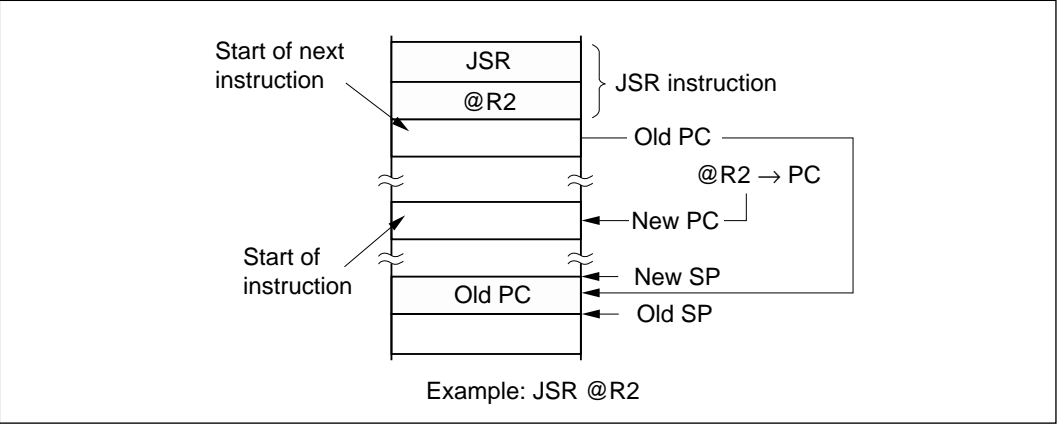 Start of next
instruction
JSR
@R2
JSR instruction
Old PC
@R2 → PC
New PC
Start of
instruction
New SP
Old PC
Old SP
Example: JSR @R2